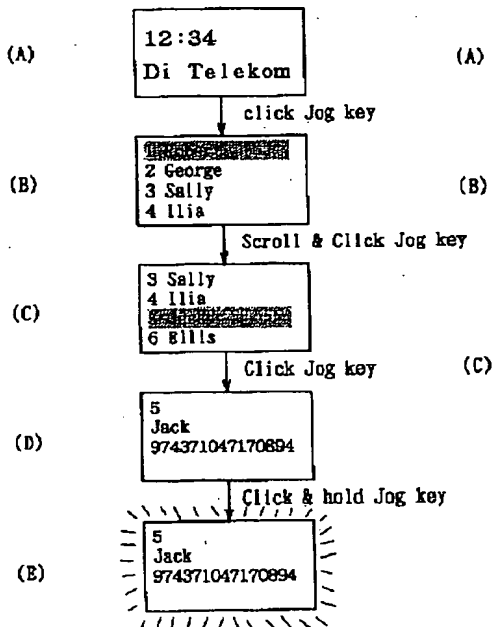 (A)
12:34
Di Telekom
(A)
click Jog key
(B)
2 George
3 Sally
4 Ilia
(B)
Scroll & Click Jog key
(C)
3 Sally
4 Ilia
6 Ellis
Click Jog key
(C)
(D)
5
Jack
974371047170894
Click & hold Jog key
(E)
5
Jack
974371047170894